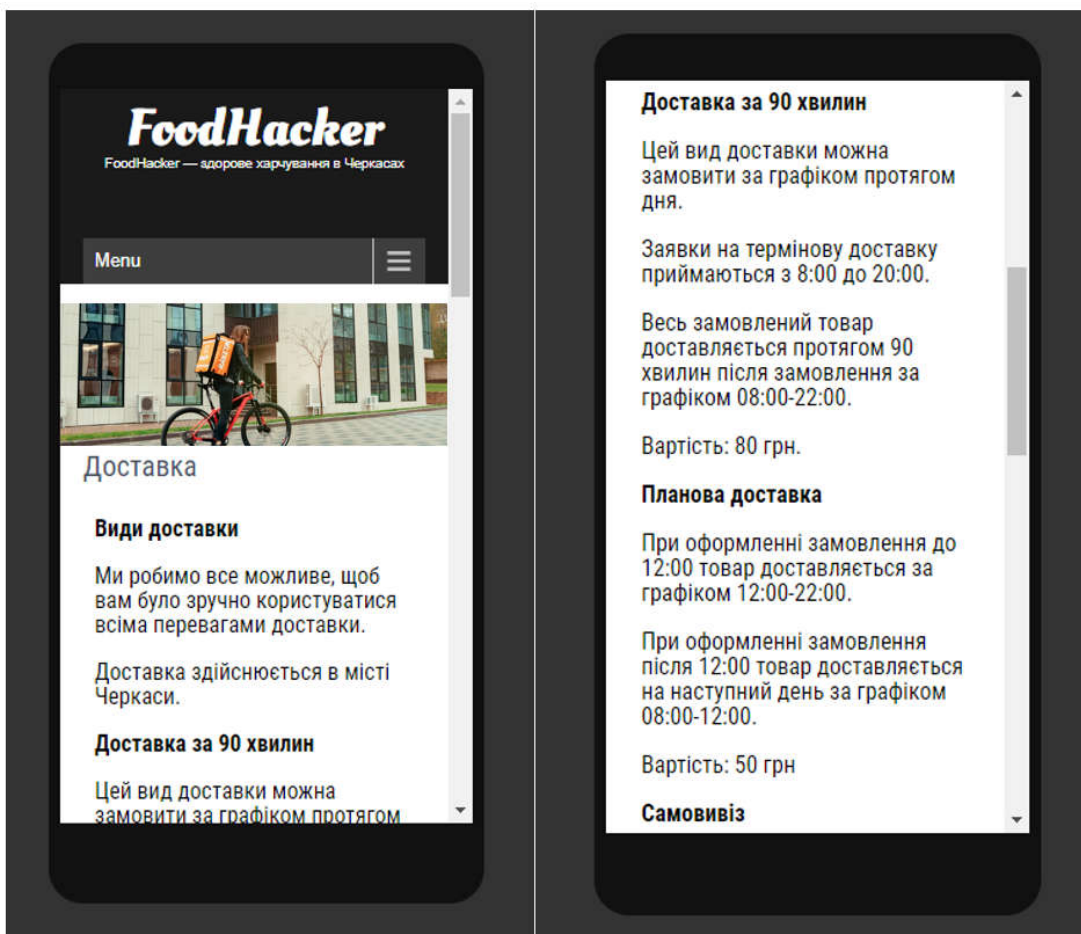 FoodHacker
FoodHacker — здорове харчування в Черкасах
Menu
Доставка
Види доставки
Ми робимо все можливе, щоб
вам було зручно користуватися
всіма перевагами доставки.
Доставка здійснюється в місті
Черкаси.
Доставка за 90 хвилин
Цей вид доставки можна
замовити за графіком протягом
Доставка за 90 хвилин
Цей вид доставки можна
замовити за графіком протягом
дня.
Заявки на термінову доставку
приймаються з 8:00 до 20:00.
Весь замовлений товар
доставляється протягом 90
хвилин після замовлення за
графіком 08:00-22:00.
Вартість: 80 грн.
Планова доставка
При оформленні замовлення до
12:00 товар доставляється за
графіком 12:00-22:00.
При оформленні замовлення
після 12:00 товар доставляється
на наступний день за графіком
08:00-12:00.
Вартість: 50 грн
Самовивіз